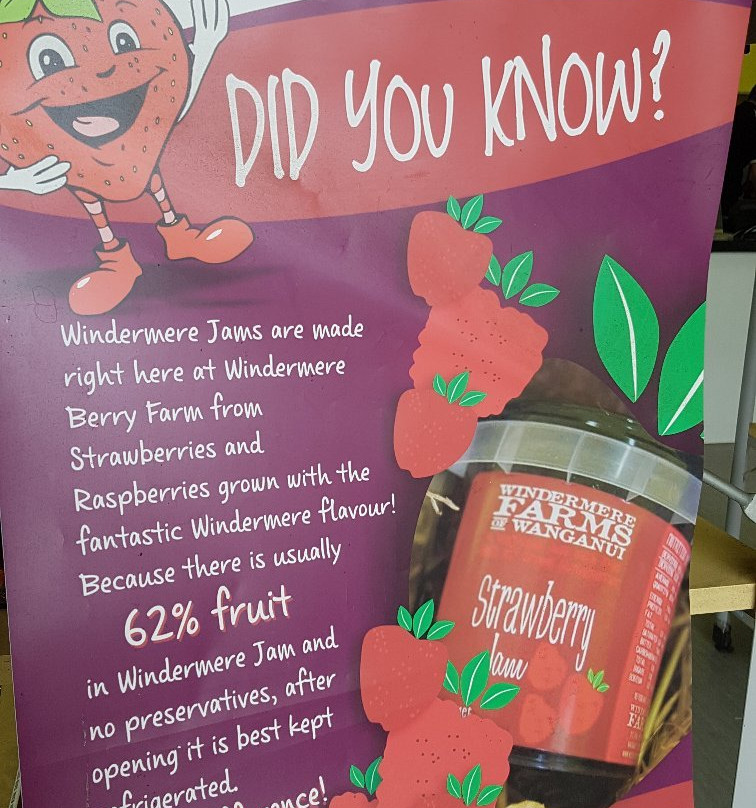 DID YOU KNOW?
Windermere Jams are made
right here at Windermere
Berry Farm from
Strawberries and
Raspberries grown with the
fantastic Windermere flavour!
Because there is usually
62% fruit
in Windermere Jam and
no preservatives, after
opening it is best kept
frigerated.
nce!
WINDERMERE
FARMS
OF WANGANUI
Strawberry
Jam